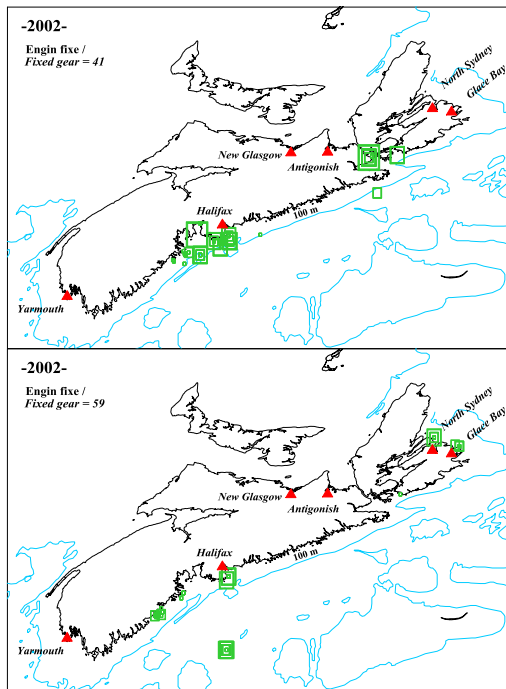 -2002-
Engin fixe /
Fixed gear = 41
North Sydney
Glace Bay
New Glasgow
Antigonish
Halifax
100 m
Yarmouth
-2002-
Engin fixe /
Fixed gear = 59
North Sydney
Glace Bay
New Glasgow
Antigonish
Halifax
100 m
Yarmouth